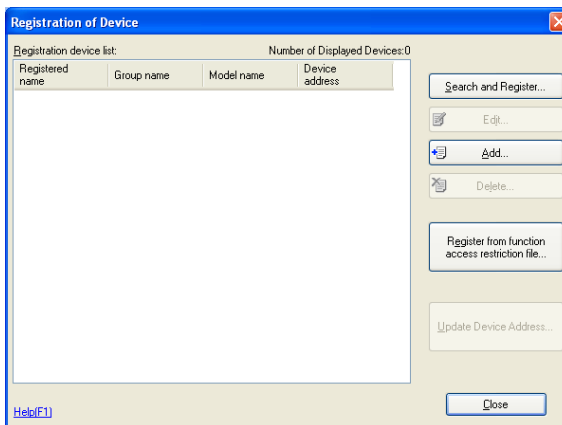 Registration of Device
Registration device list:
Number of Displayed Devices:0
Registered name
Group name
Model name
Device address
Search and Register...
Edit...
Add...
Delete...
Register from function
access restriction file...
Update Device Address...
Help(F1)
Close